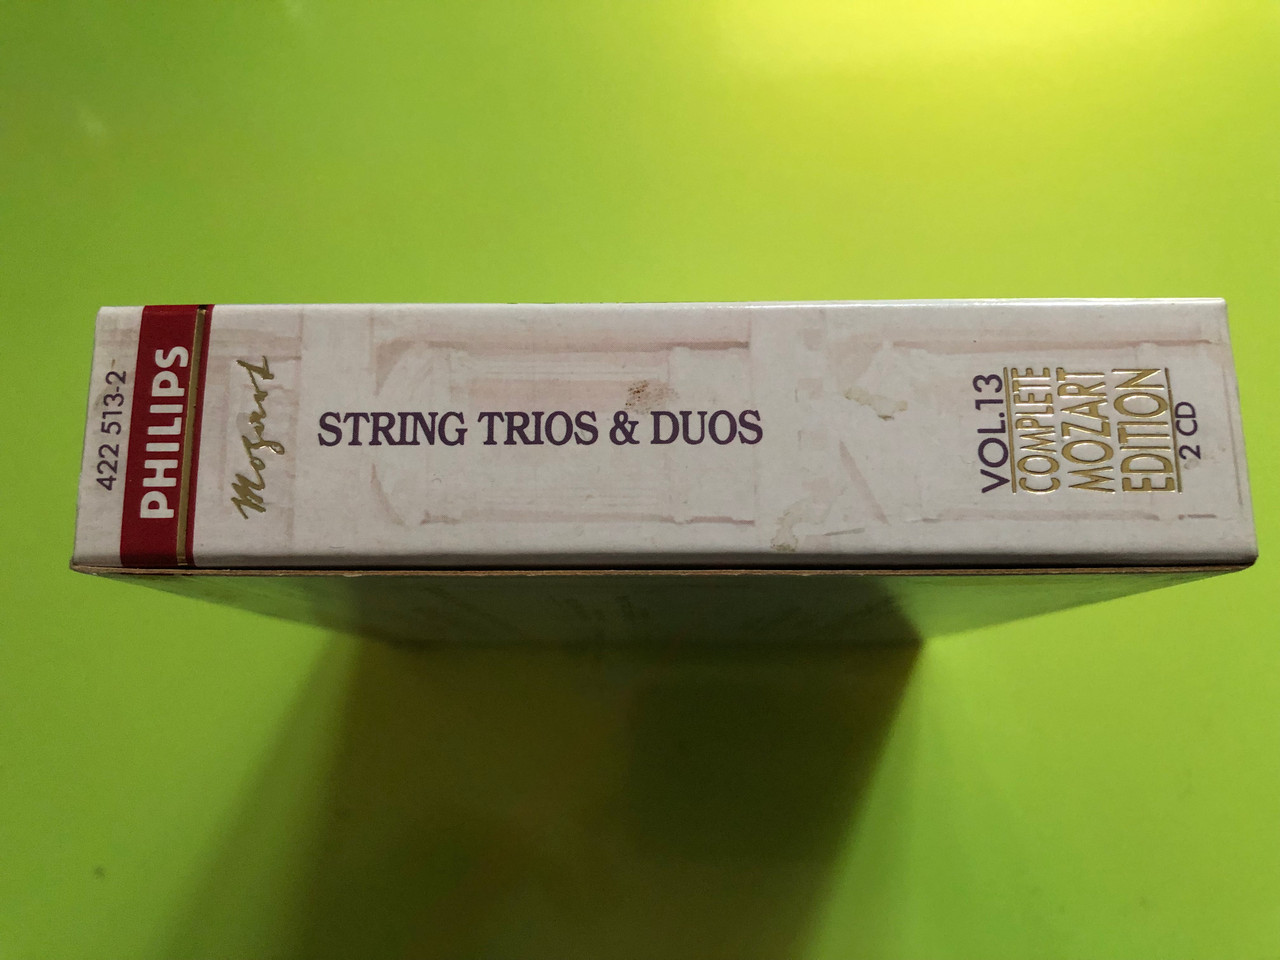 422 513-2
PHILIPS
Mozart
STRING TRIOS & DUOS
VOL.13
COMPLETE
MOZART
EDITION
2 CD